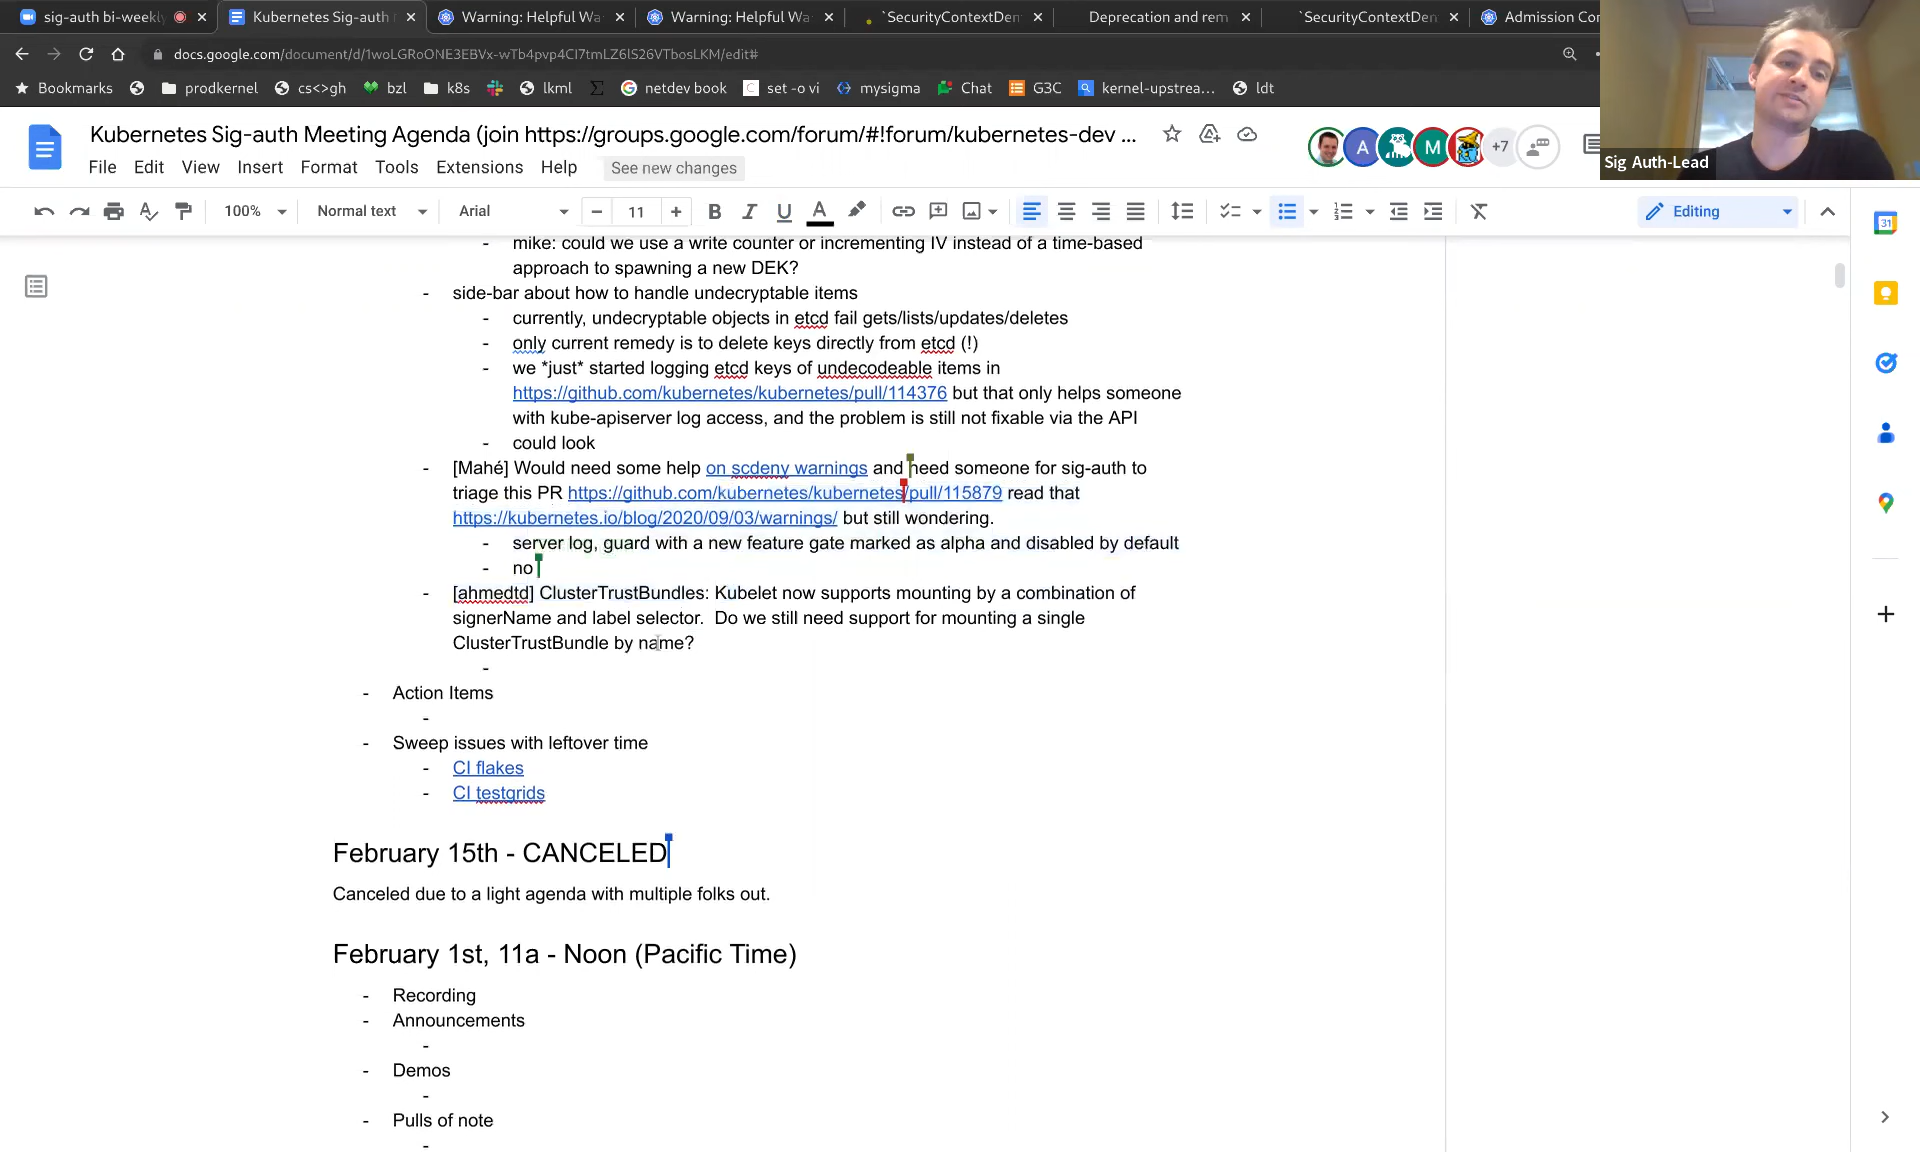 sig-auth bi-weekly
Kubernetes Sig-auth
Warning: Helpful Wa
Warning: Helpful Wa
`SecurityContextDen
Deprecation and rem
`SecurityContextDen
Admission Co
docs.google.com/document/d/1woLGRoONE3EBVx-wTb4pvp4CI7tmLZ6lS26VTbosLKM/edit#
Bookmarks
prodkernel
cs<>gh
bzl
k8s
lkml
netdev book
set -o vi
mysigma
Chat
G3C
kernel-upstrea...
ldt
Kubernetes Sig-auth Meeting Agenda (join https://groups.google.com/forum/#!forum/kubernetes-dev ...
A
M
+7
Sig Auth-Lead
File Edit View Insert Format Tools Extensions Help
See new changes
100%
Normal text
Arial
− 11 +
B I U A
Editing
31
- mike: could we use a write counter or incrementing IV instead of a time-based
approach to spawning a new DEK?
- side-bar about how to handle undecryptable items
- currently, undecryptable objects in etcd fail gets/lists/updates/deletes
- only current remedy is to delete keys directly from etcd (!)
- we *just* started logging etcd keys of undecodeable items in
https://github.com/kubernetes/kubernetes/pull/114376 but that only helps someone
with kube-apiserver log access, and the problem is still not fixable via the API
- could look
- [Mahé] Would need some help on scdeny warnings and need someone for sig-auth to
triage this PR https://github.com/kubernetes/kubernetes/pull/115879 read that
https://kubernetes.io/blog/2020/09/03/warnings/ but still wondering.
- server log, guard with a new feature gate marked as alpha and disabled by default
- no
- [ahmedtd] ClusterTrustBundles: Kubelet now supports mounting by a combination of
signerName and label selector. Do we still need support for mounting a single
ClusterTrustBundle by name?
-
- Action Items
-
- Sweep issues with leftover time
- CI flakes
- CI testgrids
February 15th - CANCELED
Canceled due to a light agenda with multiple folks out.
February 1st, 11a - Noon (Pacific Time)
- Recording
- Announcements
-
- Demos
-
- Pulls of note
-